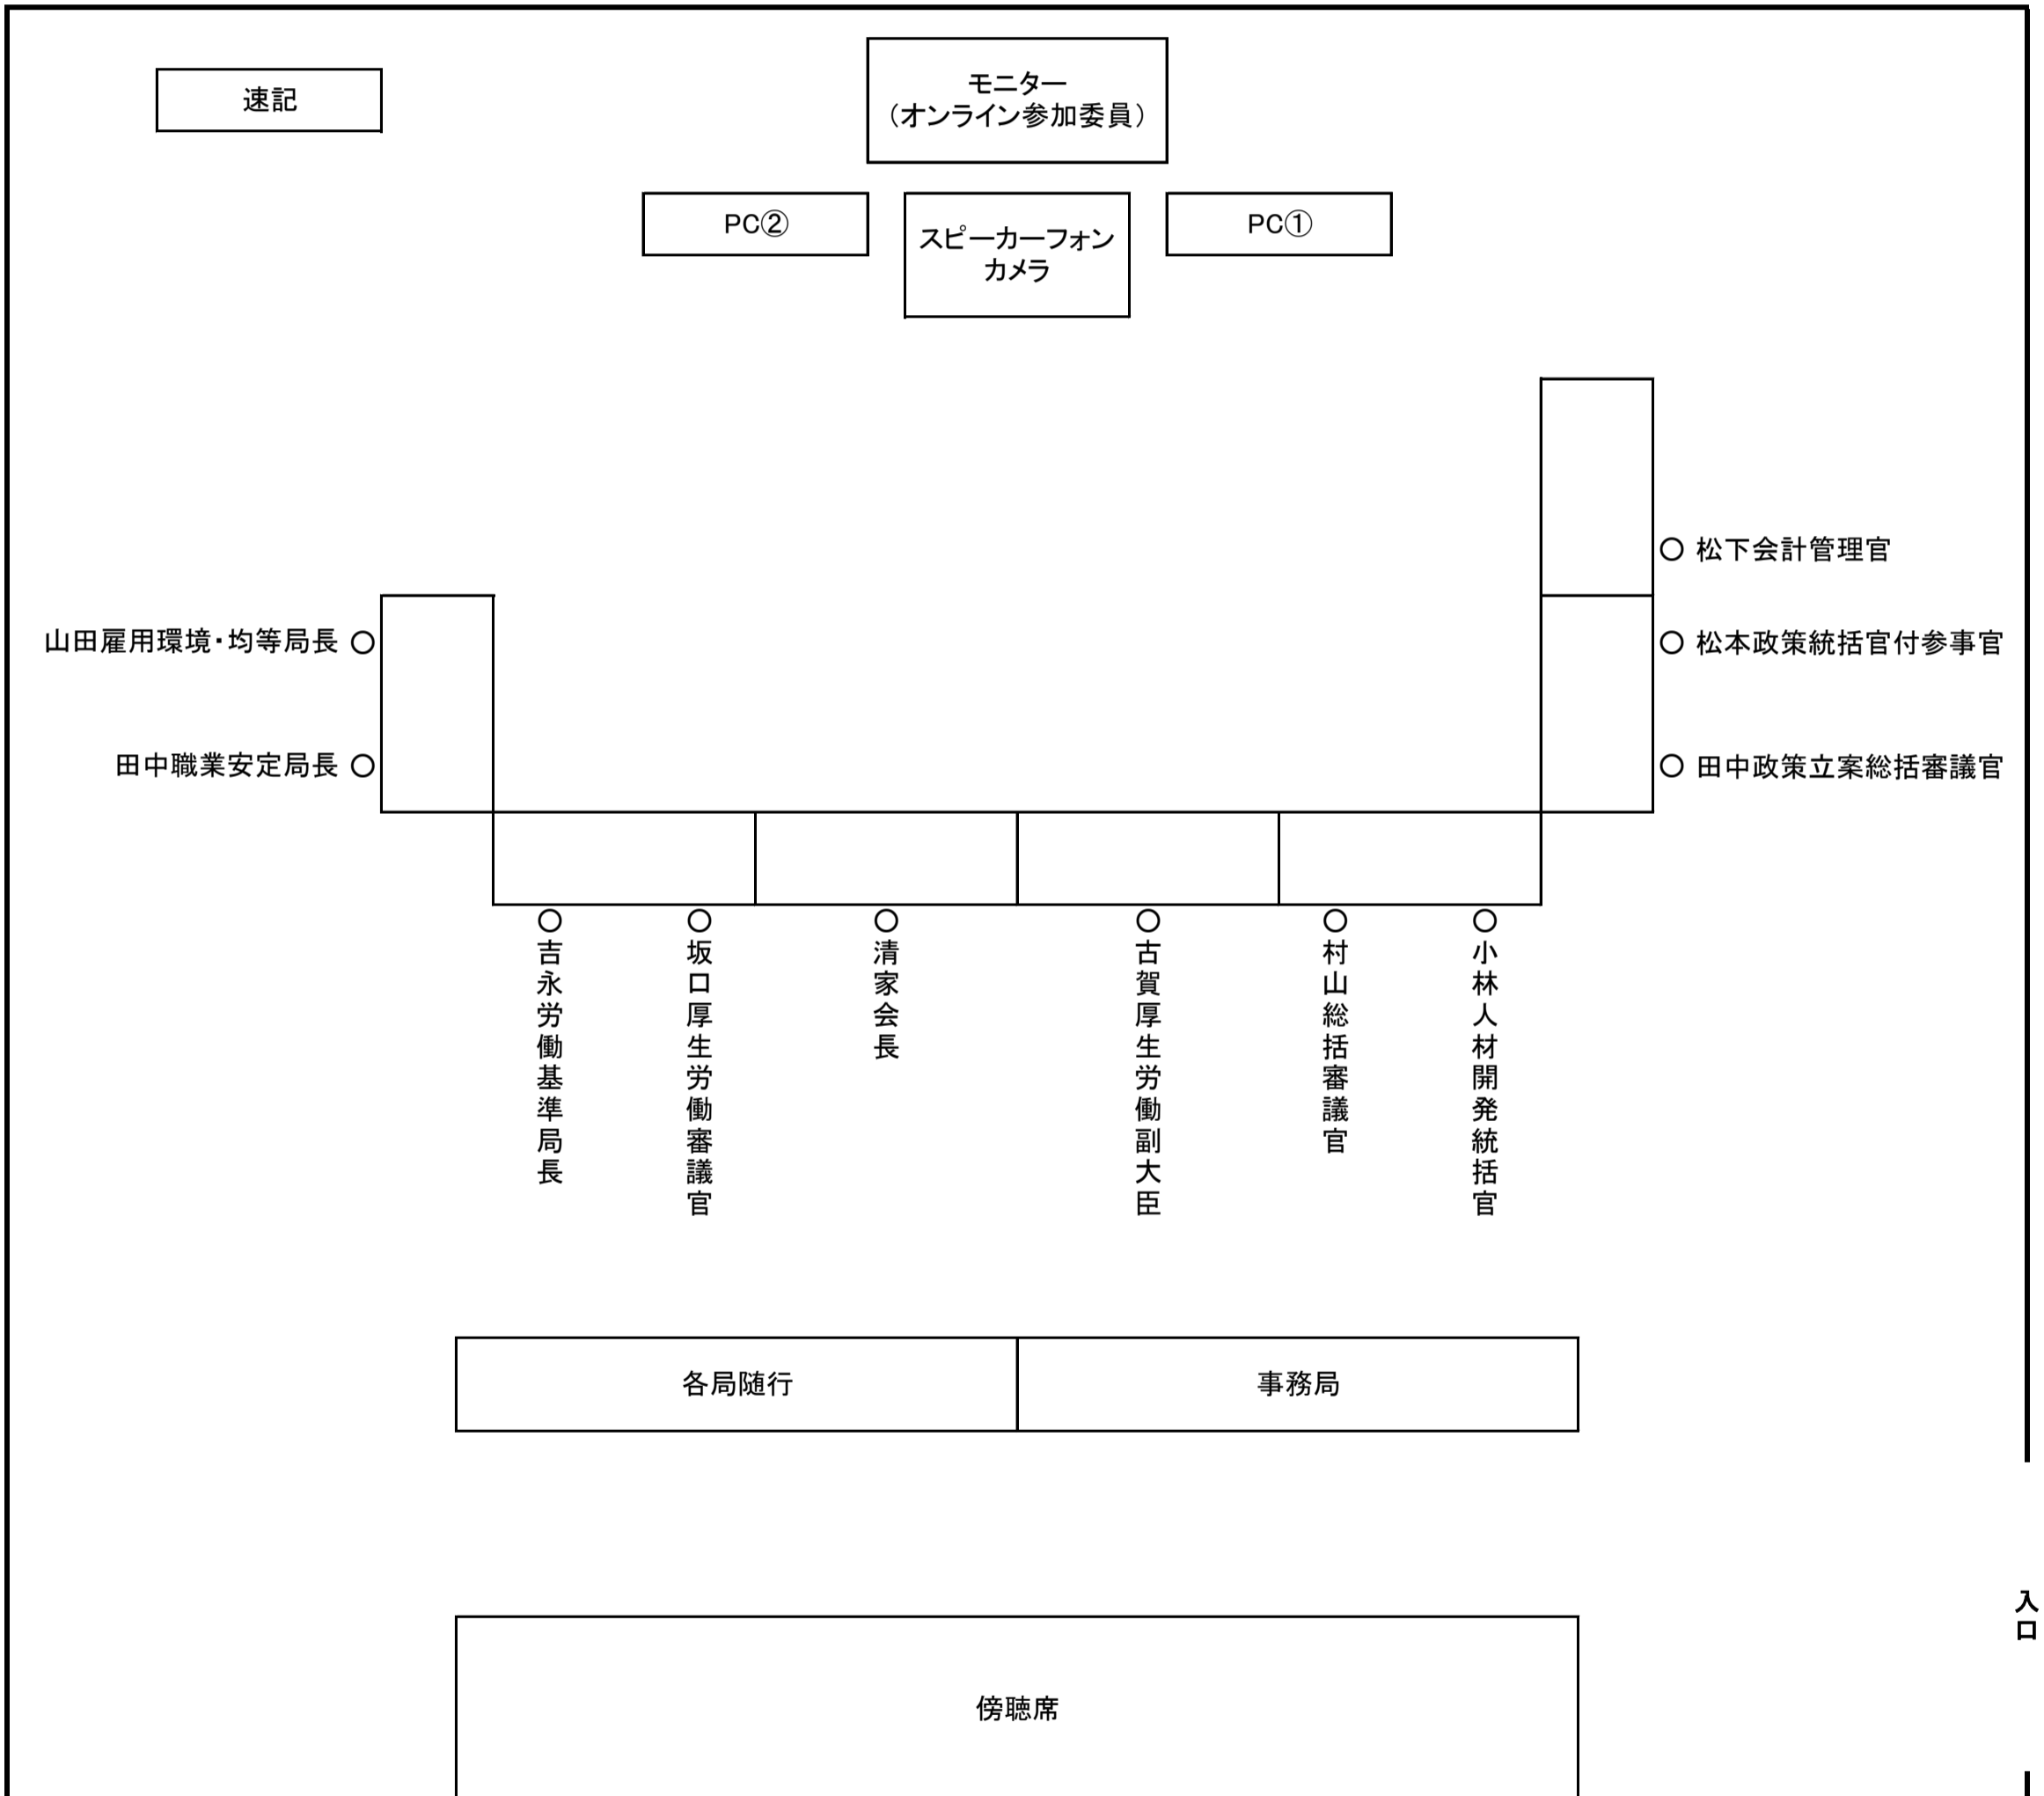 速記
モニター
（オンライン参加委員）
PC②
スピーカーフォン
カメラ
PC①
○ 松下会計管理官
山田雇用環境・均等局長 ○
○ 松本政策統括官付参事官
田中職業安定局長 ○
○ 田中政策立案総括審議官
○吉永労働基準局長
○坂口厚生労働審議官
○清家会長
○古賀厚生労働副大臣
○村山総括審議官
○小林人材開発統括官
各局随行
事務局
入口
傍聴席